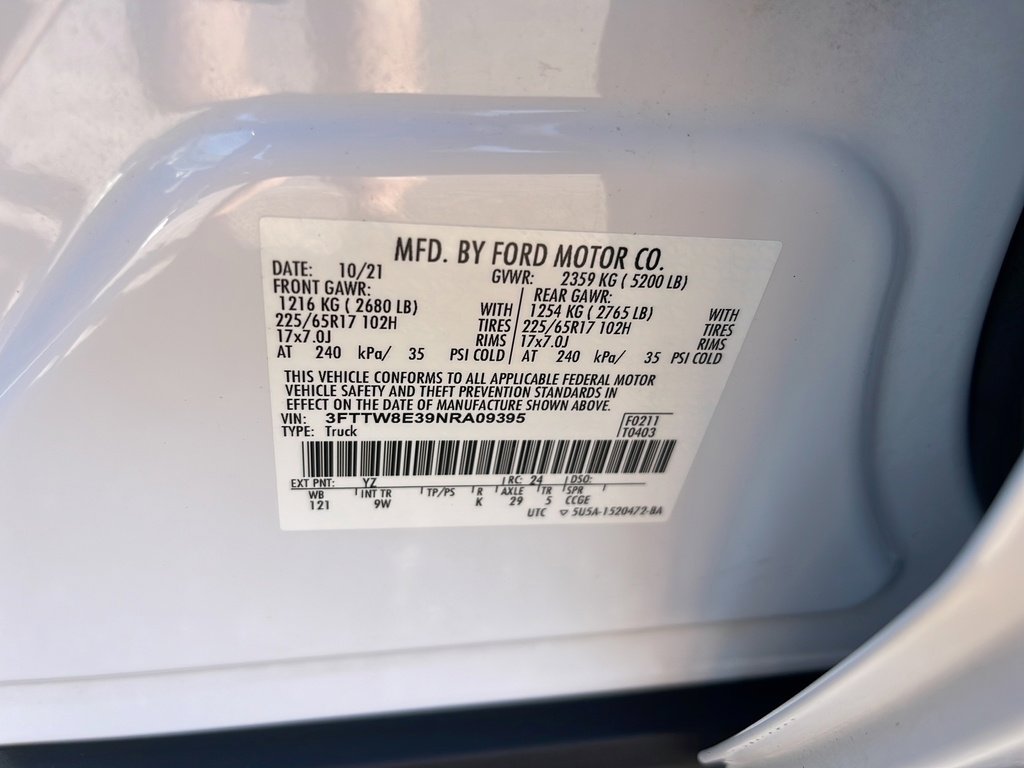 MFD. BY FORD MOTOR CO.
DATE: 10/21 GVWR: 2359 KG ( 5200 LB)
FRONT GAWR: REAR GAWR:
1216 KG ( 2680 LB) WITH 1254 KG ( 2765 LB) WITH
225/65R17 102H TIRES 225/65R17 102H TIRES
17x7.0J RIMS 17x7.0J RIMS
AT 240 kPa/ 35 PSI COLD AT 240 kPa/ 35 PSI COLD
THIS VEHICLE CONFORMS TO ALL APPLICABLE FEDERAL MOTOR
VEHICLE SAFETY AND THEFT PREVENTION STANDARDS IN
EFFECT ON THE DATE OF MANUFACTURE SHOWN ABOVE.
VIN: 3FTTW8E39NRA09395 F0211
TYPE: Truck T0403
EXT PNT: YZ RC: 24 DSO:
WB INT TR TP/PS R AXLE TR SPR
121 9W K 29 5 CCGE
UTC ▽ 5U5A-1520472-BA